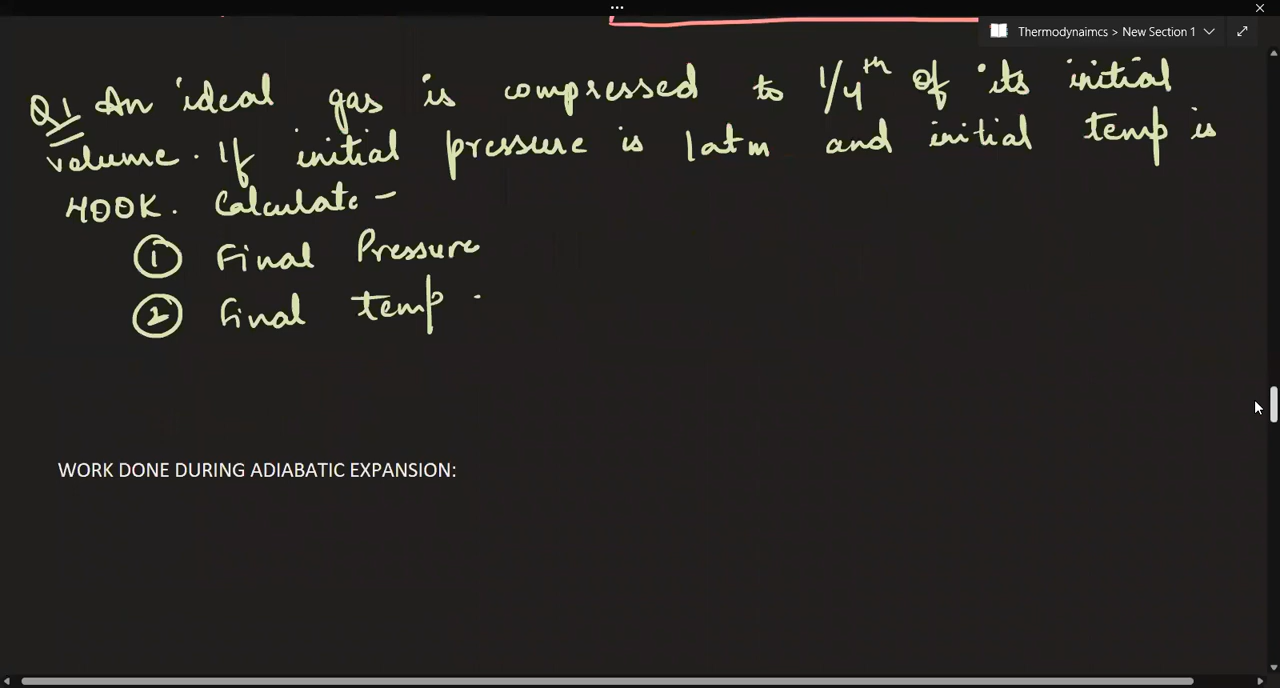 Thermodynaimcs > New Section 1
Q1 An ideal gas is compressed to 1/4th of its initial
volume. If initial pressure is 1atm and initial temp is
400K. Calculate -
① Final Pressure
② Final temp.
WORK DONE DURING ADIABATIC EXPANSION: